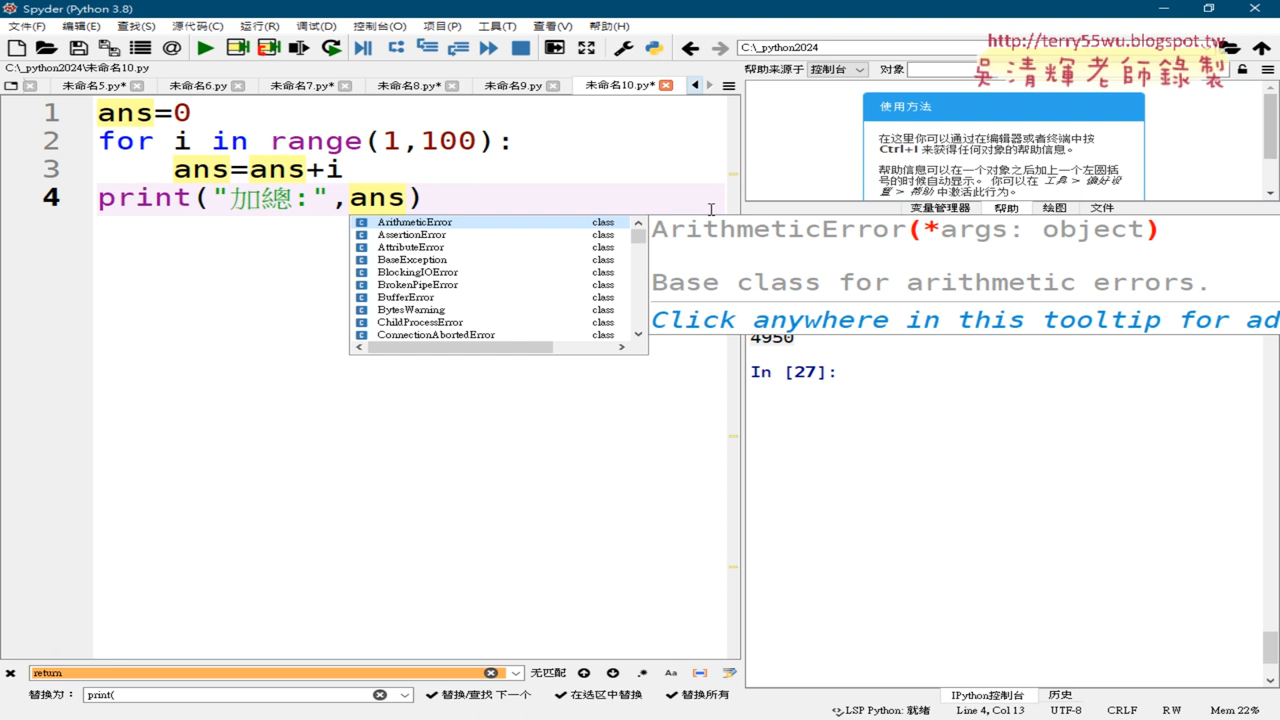 Spyder (Python 3.8)
文件(F) 编辑(E) 查找(S) 源代码(C) 运行(R) 调试(D) 控制台(O) 项目(P) 工具(T) 查看(V) 帮助(H)
C:\_python2024
http://terry55wu.blogspot.tw
吳清輝老師錄製
C:\_python2024\未命名10.py
未命名5.py* 未命名6.py 未命名7.py* 未命名8.py* 未命名9.py 未命名10.py*
帮助来源于 控制台 对象
1 ans=0
2 for i in range(1,100):
3 ans=ans+i
4 print("加總:",ans)
使用方法
在这里你可以通过在编辑器或者终端中按
Ctrl+I 来获得任何对象的帮助信息。
帮助信息可以在一个对象之后加上一个左圆括
号的时候自动显示。 你可以在 工具 > 偏好设
置 > 帮助 中激活此行为。
变量管理器 帮助 绘图 文件
ArithmeticError class
AssertionError class
AttributeError class
BaseException class
BlockingIOError class
BrokenPipeError class
BufferError class
BytesWarning class
ChildProcessError class
ConnectionAbortedError class
ArithmeticError(*args: object)
Base class for arithmetic errors.
Click anywhere in this tooltip for ad
4950
In [27]:
return 无匹配 .* Aa
替换为: print( 替换/查找 下一个 在选区中替换 替换所有
IPython控制台 历史
LSP Python: 就绪 Line 4, Col 13 UTF-8 CRLF RW Mem 22%